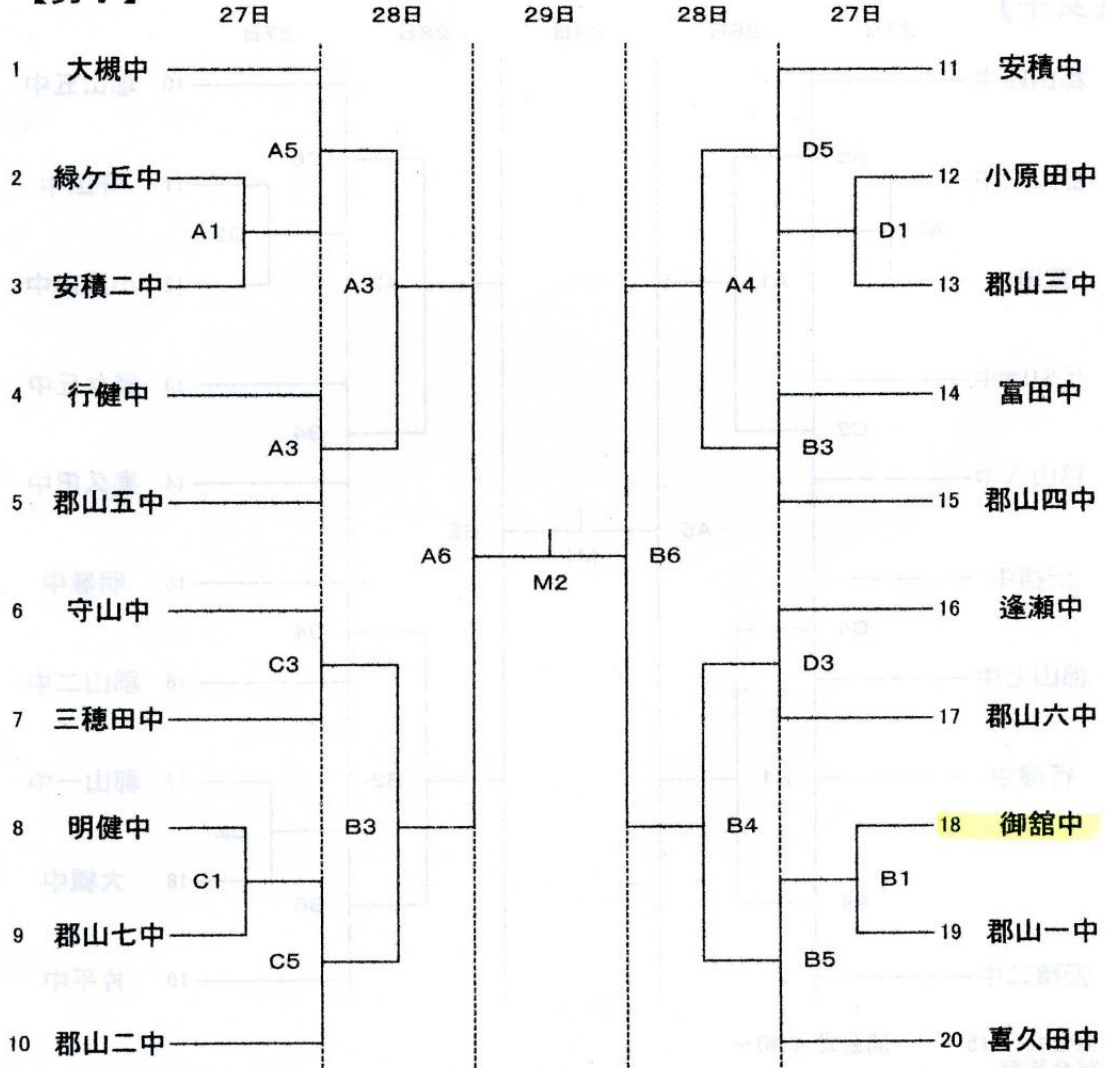 27日 28日 29日 28日 27日
1 大槻中
11 安積中
A5
D5
2 緑ケ丘中
12 小原田中
A1
D1
3 安積二中
A3
A4
13 郡山三中
4 行健中
14 富田中
A3
B3
5 郡山五中
15 郡山四中
A6
M2
B6
6 守山中
16 逢瀬中
C3
D3
7 三穂田中
17 郡山六中
8 明健中
B3
B4
18 御舘中
C1
B1
9 郡山七中
19 郡山一中
C5
B5
10 郡山二中
20 喜久田中